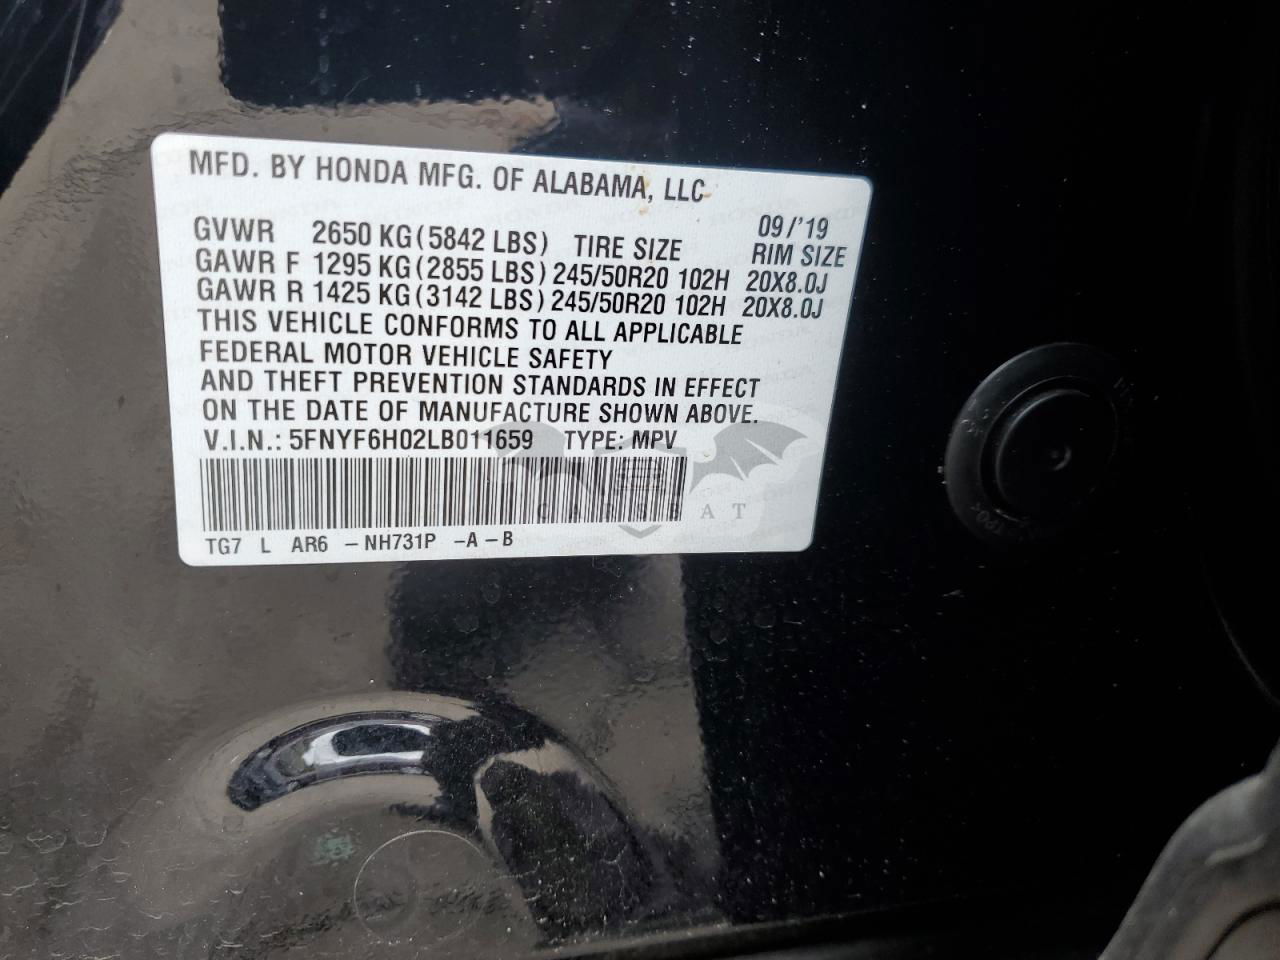 MFD. BY HONDA MFG. OF ALABAMA, LLC
09/'19
GVWR 2650 KG(5842 LBS) TIRE SIZE RIM SIZE
GAWR F 1295 KG(2855 LBS) 245/50R20 102H 20X8.0J
GAWR R 1425 KG(3142 LBS) 245/50R20 102H 20X8.0J
THIS VEHICLE CONFORMS TO ALL APPLICABLE
FEDERAL MOTOR VEHICLE SAFETY
AND THEFT PREVENTION STANDARDS IN EFFECT
ON THE DATE OF MANUFACTURE SHOWN ABOVE.
V.I.N.: 5FNYF6H02LB011659 TYPE: MPV
CARSBAT
TG7 L AR6 -NH731P -A-B